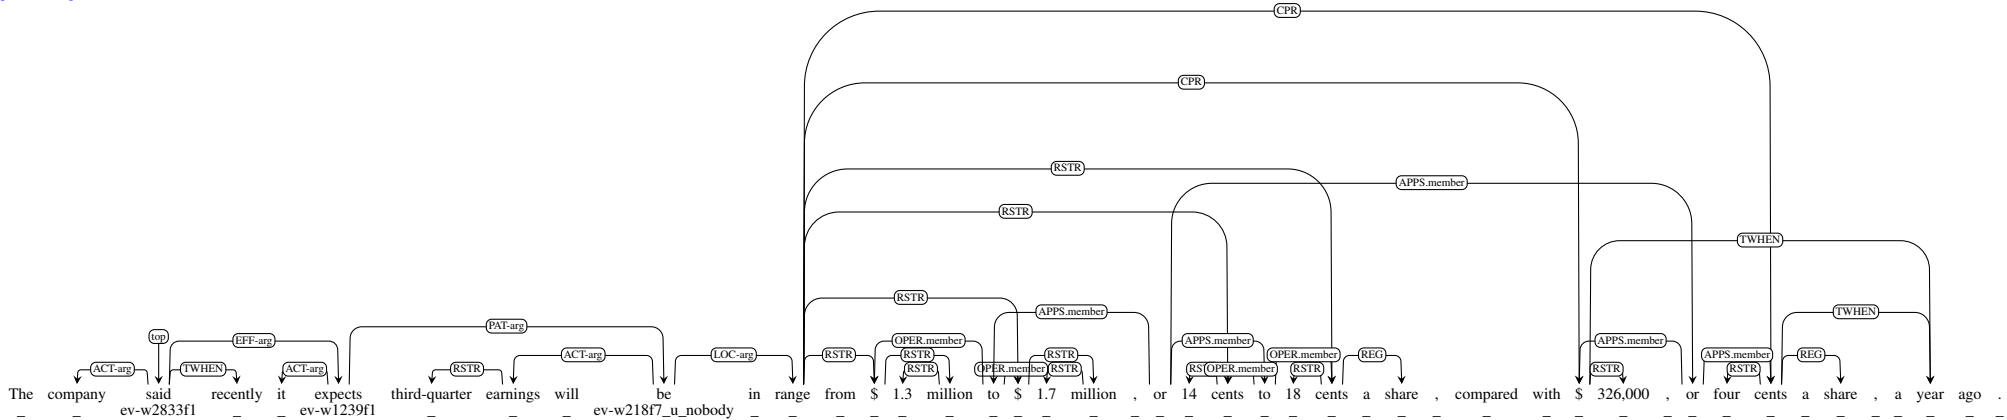 CPR
CPR
RSTR
APPS.member
RSTR
TWHEN
RSTR
APPS.member
TWHEN
PAT-arg
top
EFF-arg
OPER.member
APPS.member
APPS.member
ACT-arg
LOC-arg
RSTR
RSTR
RSTR
OPER.member
REG
APPS.member
REG
ACT-arg
TWHEN
ACT-arg
RSTR
RSTR
OPER.member
RSTR
OPER.member
RSTR
RSTR
RSTR
The company said recently it expects third-quarter earnings will be in range from $ 1.3 million to $ 1.7 million , or 14 cents to 18 cents a share , compared with $ 326,000 , or four cents a share , a year ago .
ev-w2833f1 ev-w1239f1 ev-w218f7_u_nobody